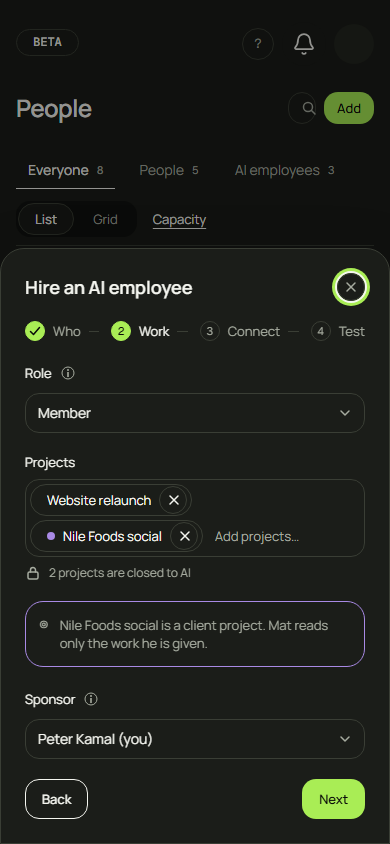 BETA
?
People
Add
Everyone 8
People 5
AI employees 3
List
Grid
Capacity
Hire an AI employee
Who
2 Work
3 Connect
4 Test
Role
Member
Projects
Website relaunch
Nile Foods social
Add projects...
2 projects are closed to AI
Nile Foods social is a client project. Mat reads
only the work he is given.
Sponsor
Peter Kamal (you)
Back
Next